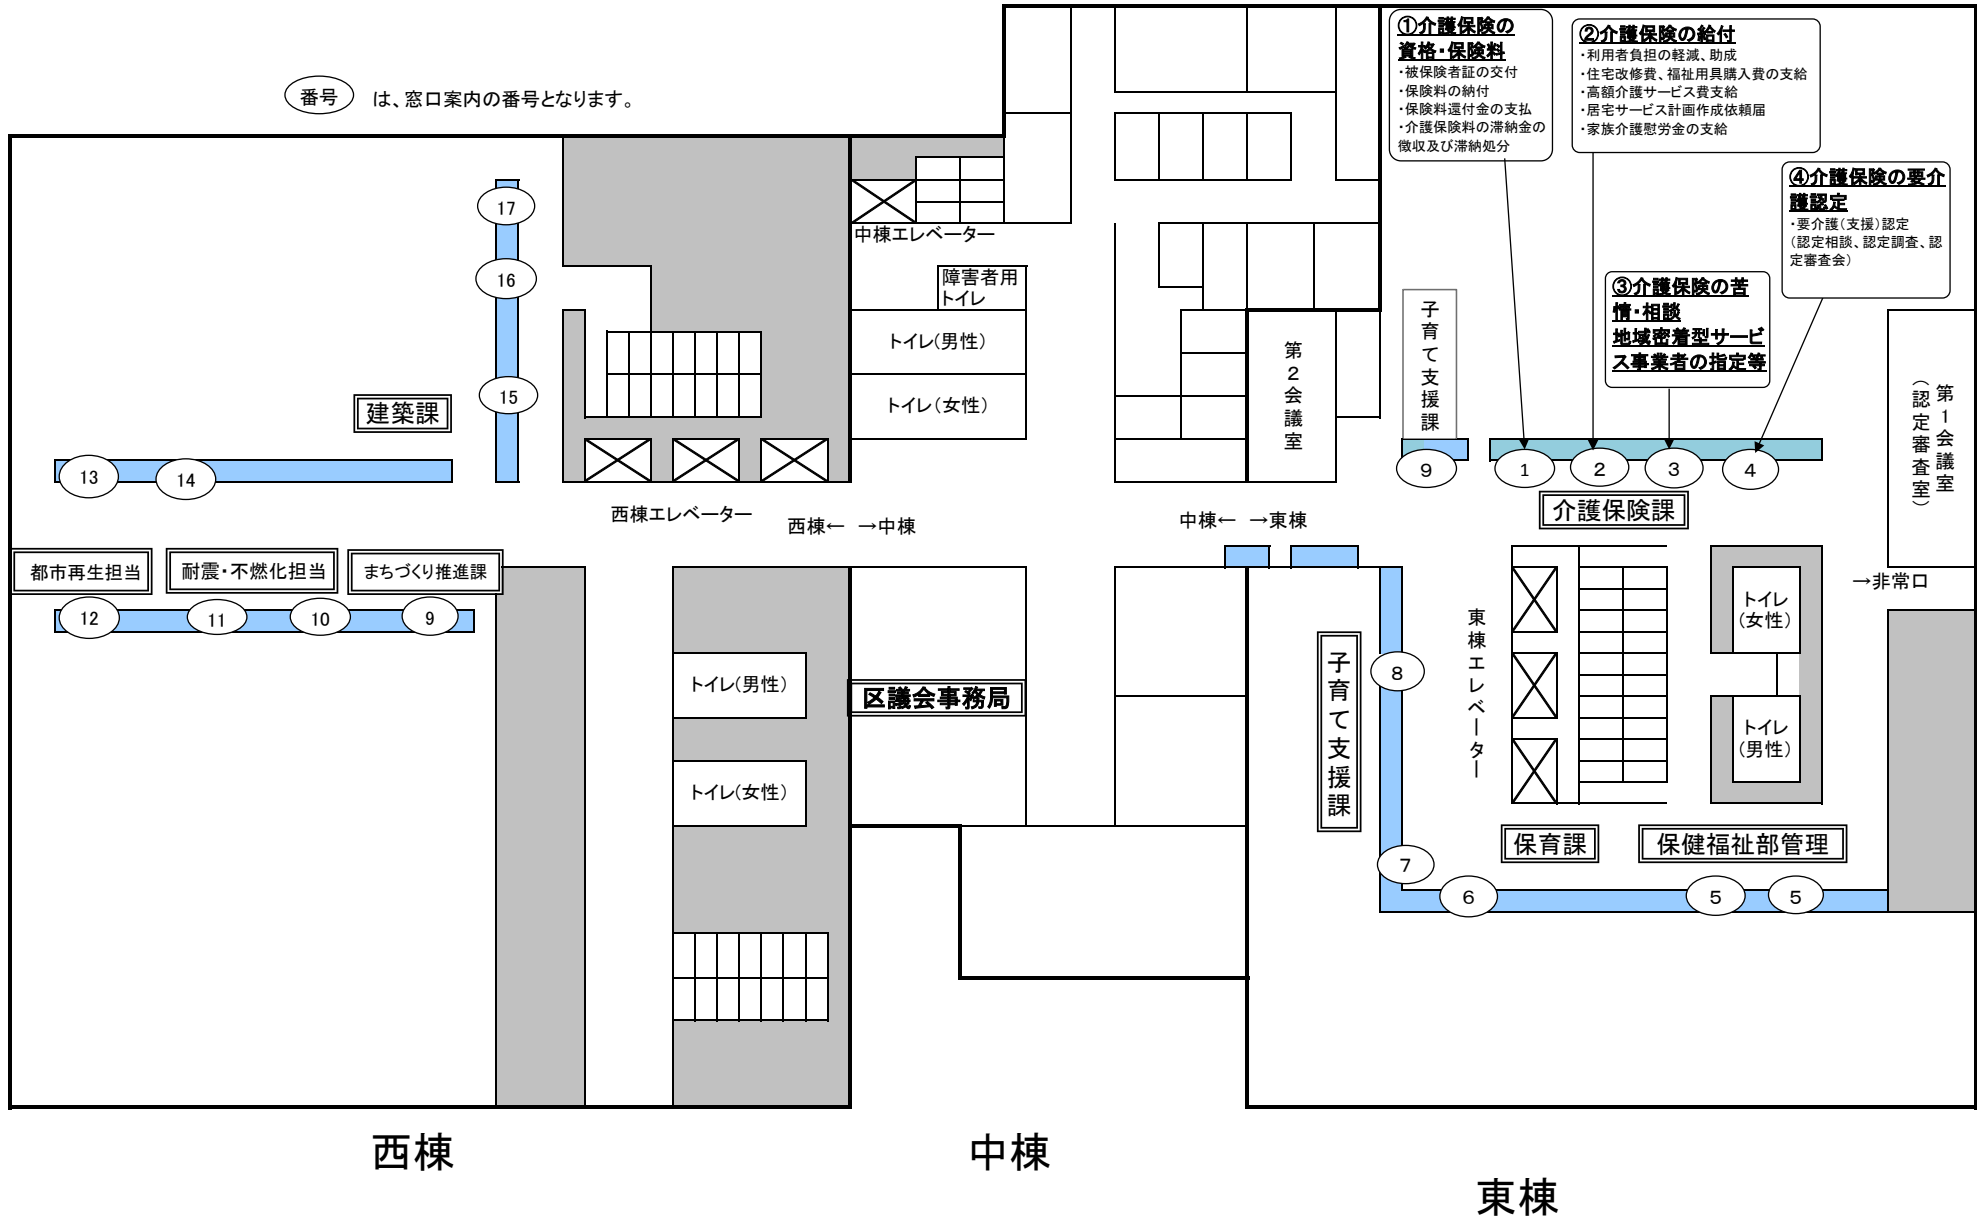 番号 は、窓口案内の番号となります。
①介護保険の
資格・保険料
・被保険者証の交付
・保険料の納付
・保険料還付金の支払
・介護保険料の滞納金の
徴収及び滞納処分
②介護保険の給付
・利用者負担の軽減、助成
・住宅改修費、福祉用具購入費の支給
・高額介護サービス費支給
・居宅サービス計画作成依頼届
・家族介護慰労金の支給
④介護保険の要介
護認定
・要介護(支援)認定
(認定相談、認定調査、認
定審査会)
③介護保険の苦
情・相談
地域密着型サービ
ス事業者の指定等
17
16
15
建築課
13
14
中棟エレベーター
障害者用
トイレ
トイレ(男性)
トイレ(女性)
第2会議室
子育て支援課
9
1
2
3
4
介護保険課
第1会議室
(認定審査室)
西棟エレベーター
西棟← →中棟
中棟← →東棟
都市再生担当
耐震・不燃化担当
まちづくり推進課
12
11
10
9
→非常口
トイレ
(女性)
東棟エレベーター
子育て支援課
8
トイレ(男性)
区議会事務局
トイレ
(男性)
トイレ(女性)
保育課
保健福祉部管理
7
6
5
5
西棟
中棟
東棟